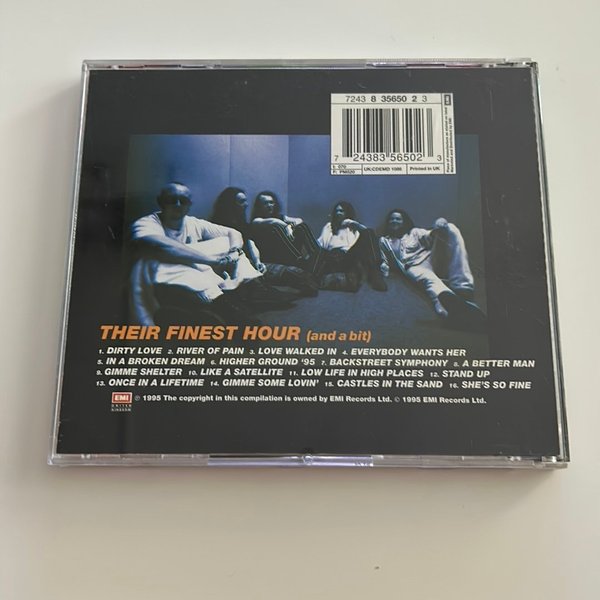 7243 8 35650 2 3
EMI
7 24383 56502 3
UK:CDEMD 1086
Printed in UK
THEIR FINEST HOUR (and a bit)
1. DIRTY LOVE 2. RIVER OF PAIN 3. LOVE WALKED IN 4. EVERYBODY WANTS HER
5. IN A BROKEN DREAM 6. HIGHER GROUND '95 7. BACKSTREET SYMPHONY 8. A BETTER MAN
9. GIMME SHELTER 10. LIKE A SATELLITE 11. LOW LIFE IN HIGH PLACES 12. STAND UP
13. ONCE IN A LIFETIME 14. GIMME SOME LOVIN' 15. CASTLES IN THE SAND 16. SHE'S SO FINE
EMI
UNITED
KINGDOM
℗ 1995 The copyright in this compilation is owned by EMI Records Ltd. © 1995 EMI Records Ltd.